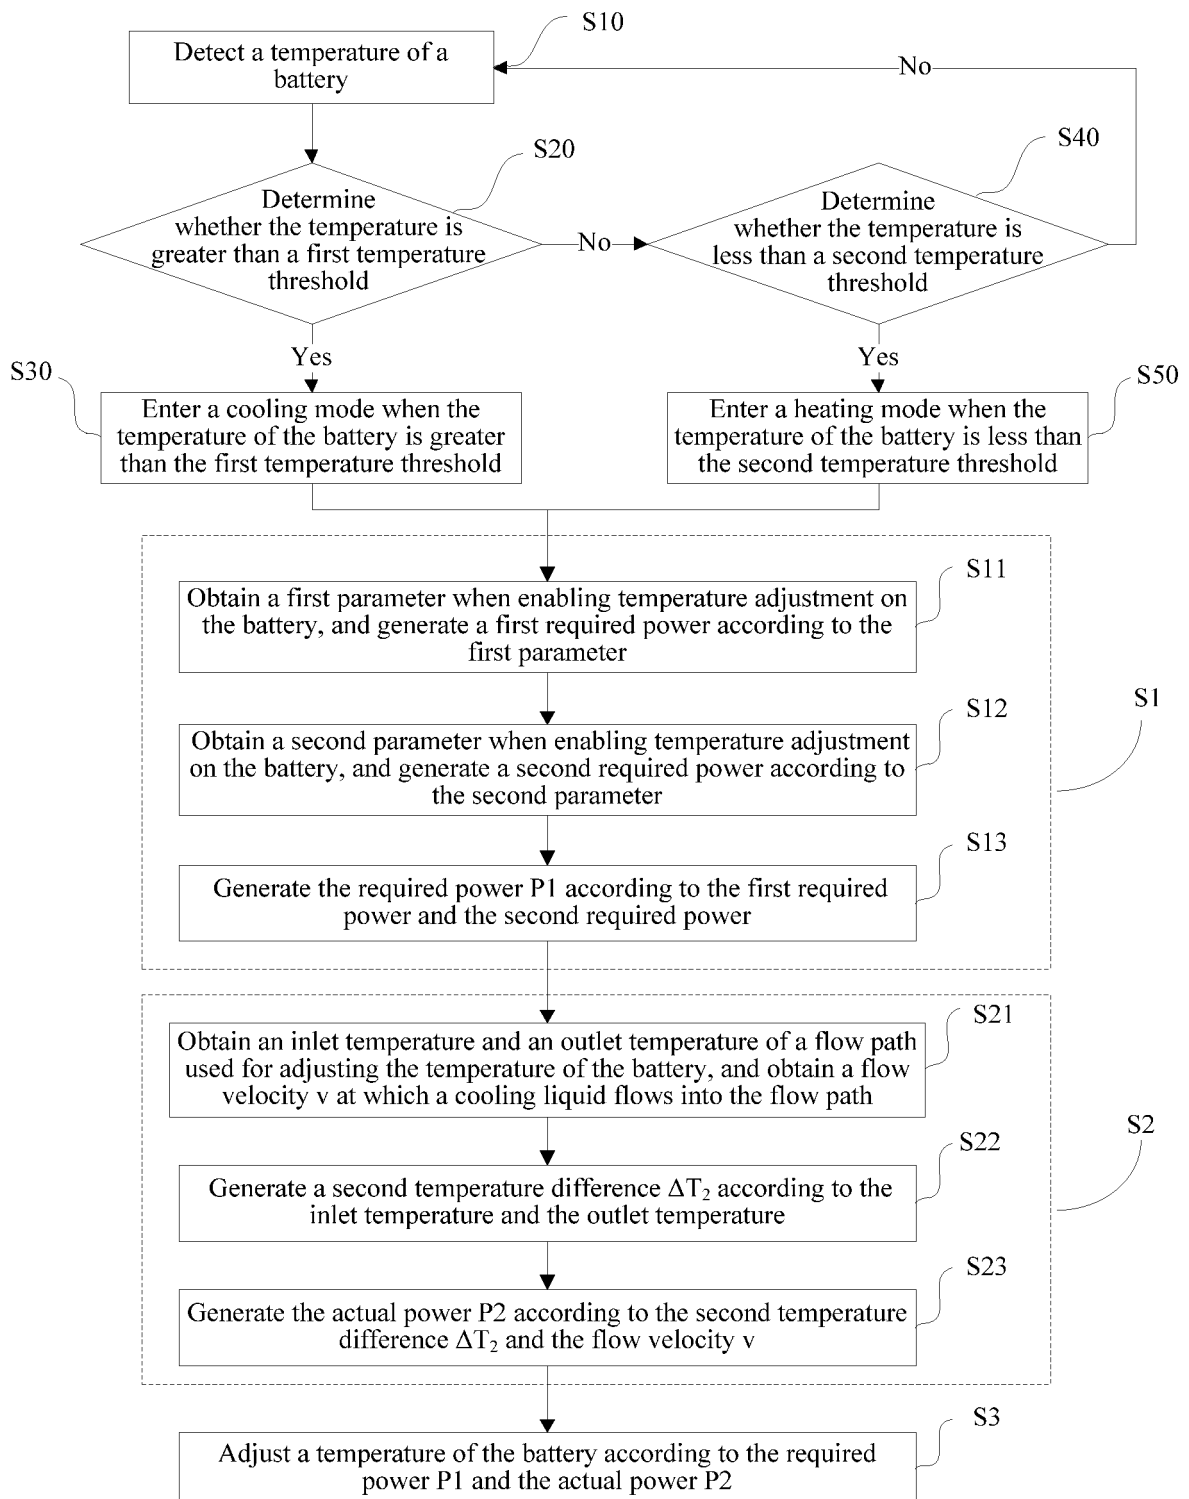 S10
Detect a temperature of a
battery
No
S20
Determine
whether the temperature is
greater than a first temperature
threshold
No
S40
Determine
whether the temperature is
less than a second temperature
threshold
Yes
Yes
S30
Enter a cooling mode when the
temperature of the battery is greater
than the first temperature threshold
S50
Enter a heating mode when the
temperature of the battery is less than
the second temperature threshold
S11
Obtain a first parameter when enabling temperature adjustment on
the battery, and generate a first required power according to the
first parameter
S1
S12
Obtain a second parameter when enabling temperature adjustment
on the battery, and generate a second required power according to
the second parameter
S13
Generate the required power P1 according to the first required
power and the second required power
S21
Obtain an inlet temperature and an outlet temperature of a flow path
used for adjusting the temperature of the battery, and obtain a flow
velocity v at which a cooling liquid flows into the flow path
S2
S22
Generate a second temperature difference ΔT₂ according to the
inlet temperature and the outlet temperature
S23
Generate the actual power P2 according to the second temperature
difference ΔT₂ and the flow velocity v
S3
Adjust a temperature of the battery according to the required
power P1 and the actual power P2